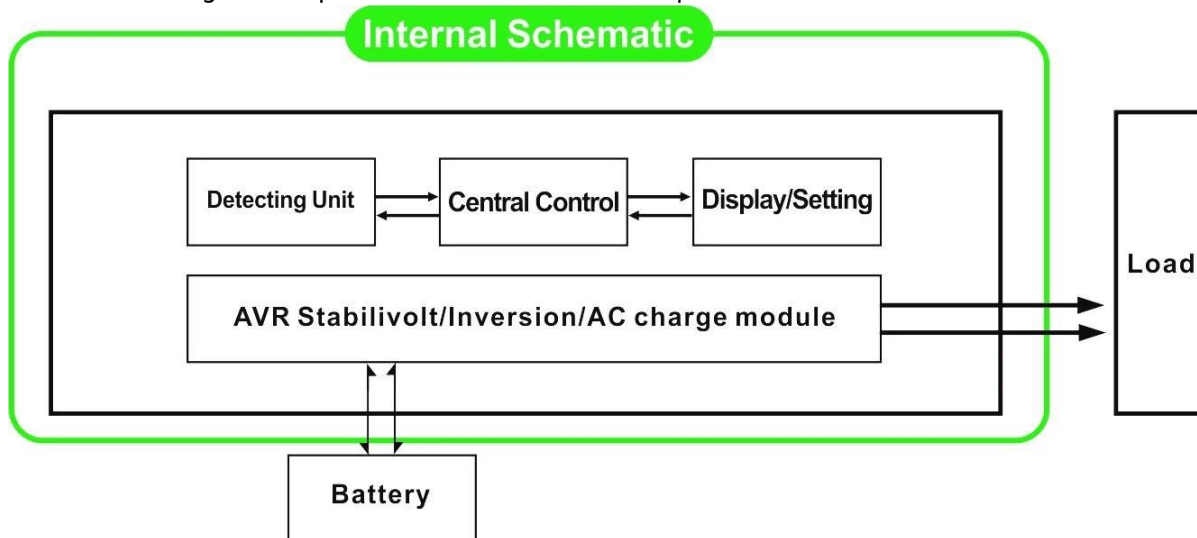 Internal Schematic
Detecting Unit
Central Control
Display/Setting
Load
AVR Stabilivolt/Inversion/AC charge module
Battery